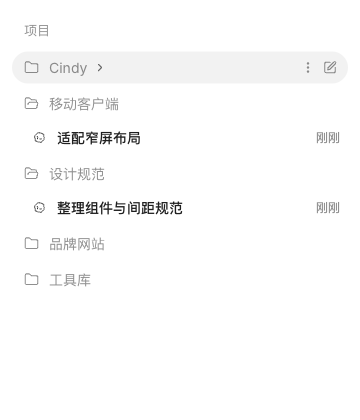 项目
Cindy
移动客户端
适配窄屏布局 刚刚
设计规范
整理组件与间距规范 刚刚
品牌网站
工具库